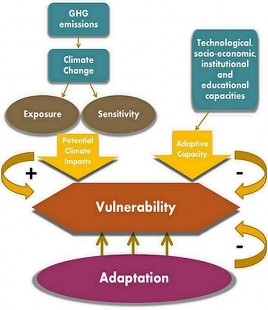 GHG
emissions
Climate
Change
Technological,
socio-economic,
institutional
and
educational
capacities
Exposure
Sensitivity
Potential
Climate
Impacts
Adaptive
Capacity
+
-
Vulnerability
-
Adaptation